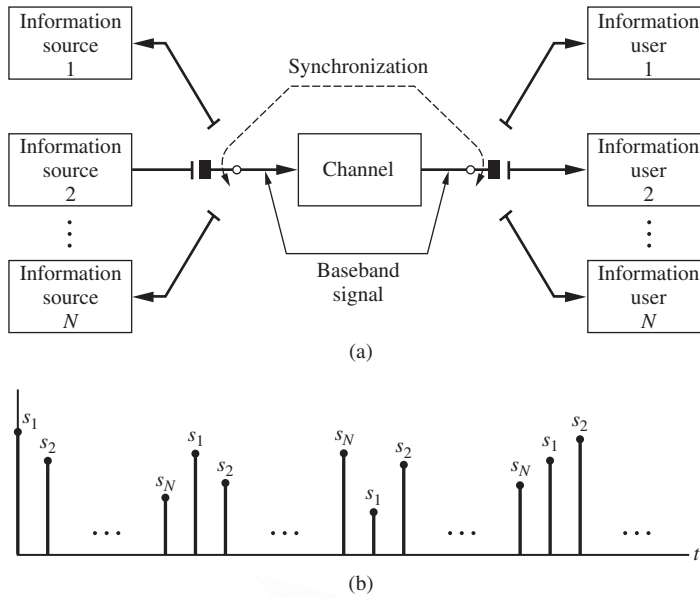 Information
source
1
Information
user
1
Synchronization
Information
source
2
Channel
Information
user
2
Baseband
signal
Information
source
N
Information
user
N
(a)
s1 s2 ... sN s1 s2 ... sN s1 s2 ... sN s1 s2 ...
t
(b)